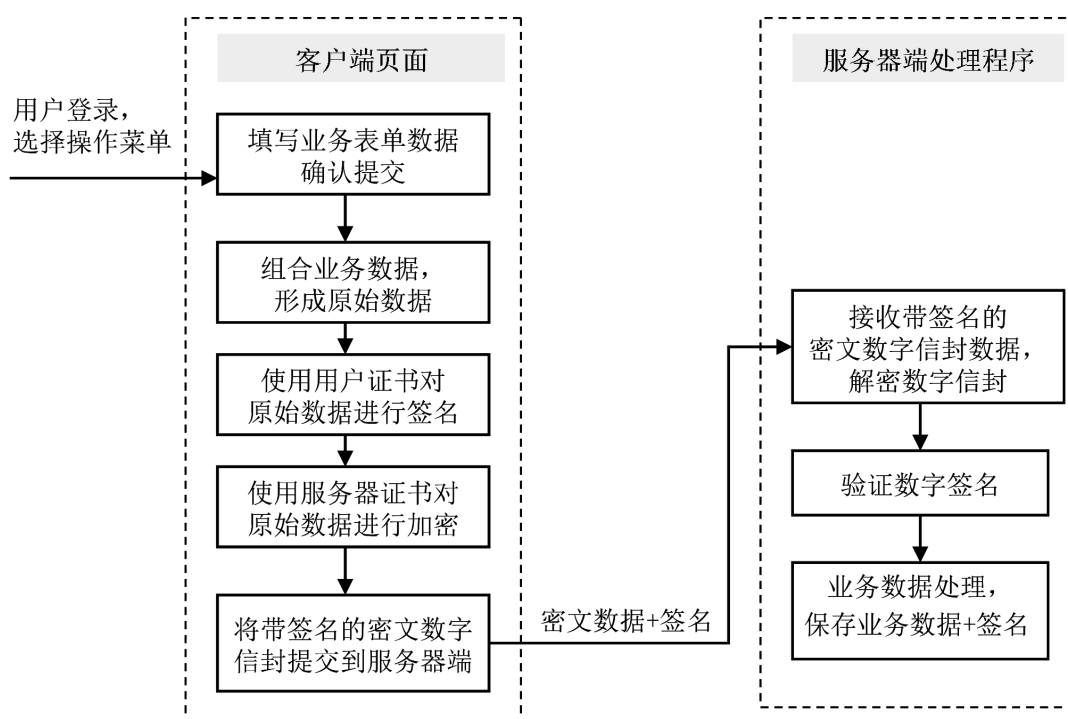 客户端页面
用户登录，
选择操作菜单
填写业务表单数据
确认提交
组合业务数据，
形成原始数据
使用用户证书对
原始数据进行签名
使用服务器证书对
原始数据进行加密
将带签名的密文数字
信封提交到服务器端
密文数据+签名
服务器端处理程序
接收带签名的
密文数字信封数据，
解密数字信封
验证数字签名
业务数据处理，
保存业务数据+签名